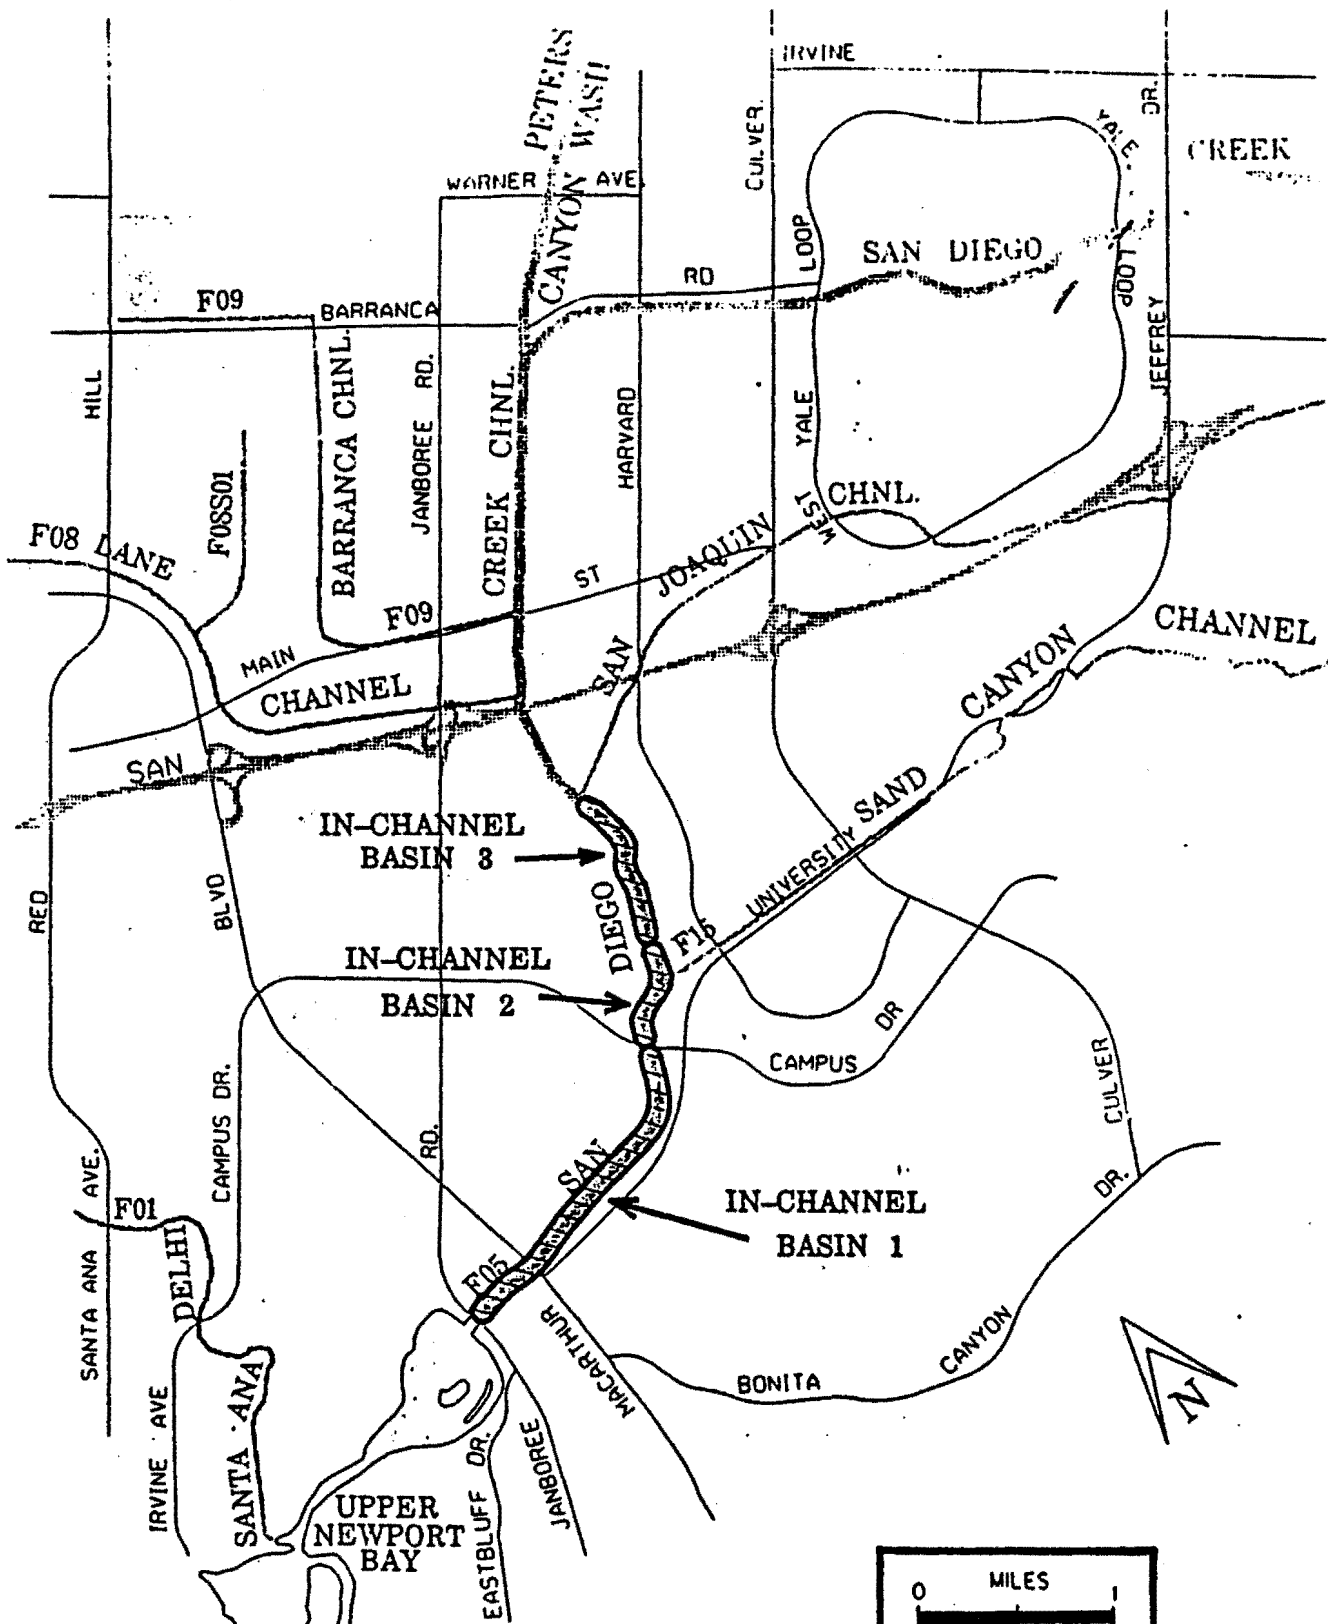 PETERS
CANYON WASH
IRVINE
CULVER
DR.
YALE
CREEK
WARNER AVE
LOOP
SAN DIEGO
LOOP
RD
F09
BARRANCA
HILL
BARRANCA CHNL.
JANBOREE RD.
CREEK CHNL.
HARVARD
YALE
JEFFREY
F08S01
WEST
CHNL.
F08 LANE
JOAQUIN
ST
F09
MAIN
CHANNEL
SAN
CANYON
CHANNEL
SAN
IN-CHANNEL
BASIN 3
SAND
UNIVERSITY
RED
BLVD
DIEGO
F15
IN-CHANNEL
BASIN 2
DR
CAMPUS
CULVER
CAMPUS DR.
RD.
SAN
AVE.
F01
DELHI
IN-CHANNEL
BASIN 1
DR.
SANTA ANA
F05
MACARTHUR
MACARTHUR
CANYON
BONITA
N
IRVINE AVE
SANTA ANA
EASTBLUFF DR.
JANBOREE
UPPER
NEWPORT
BAY
MILES
0 1